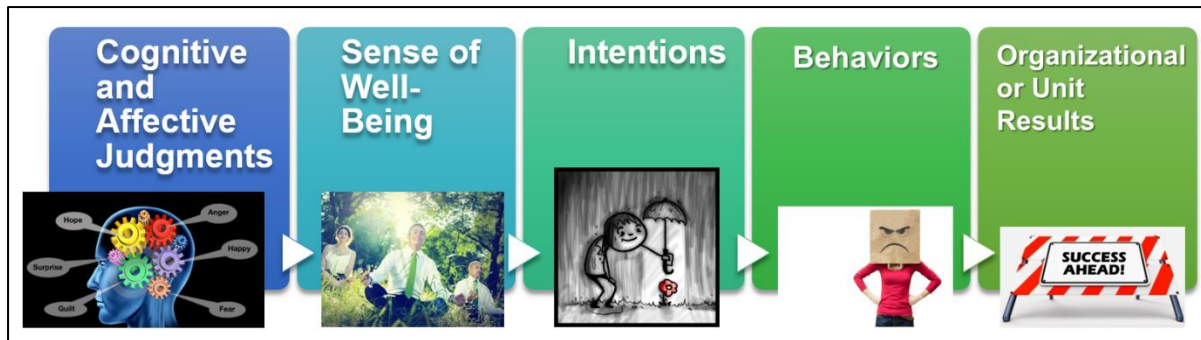 Cognitive
and
Affective
Judgments
Sense of
Well-
Being
Intentions
Behaviors
Organizational
or Unit
Results
Hope
Anger
Happy
Surprise
Guilt
Fear
SUCCESS
AHEAD!